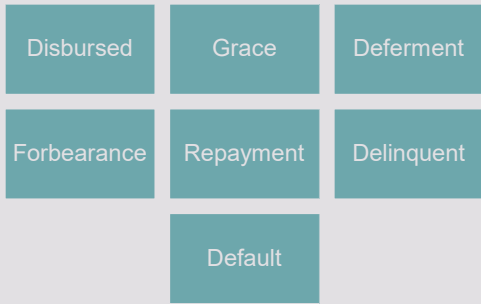 Disbursed
Grace
Deferment
Forbearance
Repayment
Delinquent
Default